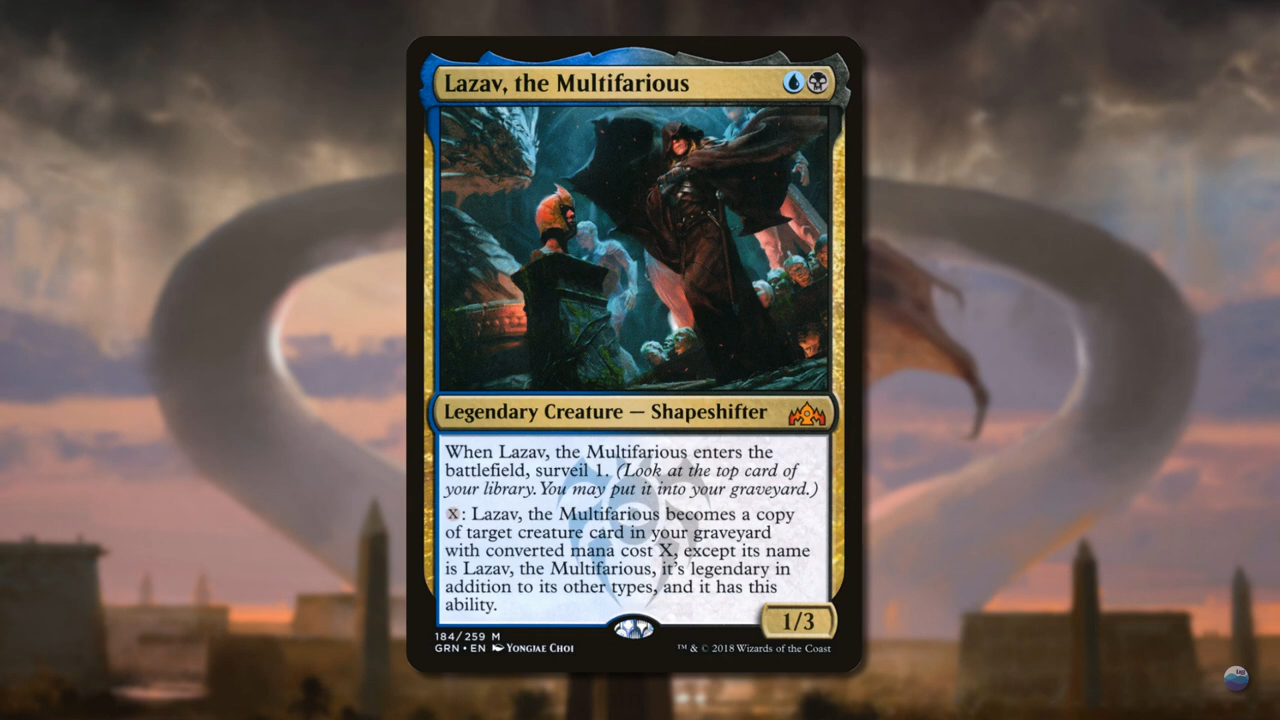 Lazav, the Multifarious
Legendary Creature — Shapeshifter
When Lazav, the Multifarious enters the
battlefield, surveil 1. (Look at the top card of
your library. You may put it into your graveyard.)
X: Lazav, the Multifarious becomes a copy
of target creature card in your graveyard
with converted mana cost X, except its name
is Lazav, the Multifarious, it's legendary in
addition to its other types, and it has this
ability.
1/3
184/259 M
GRN • EN Yongjae Choi
™ & © 2018 Wizards of the Coast